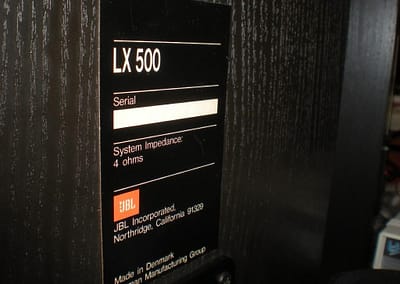 LX 500
Serial
System Impedance:
4 ohms
JBL
JBL Incorporated,
Northridge, California 91329
Made in Denmark
Manufacturing Group